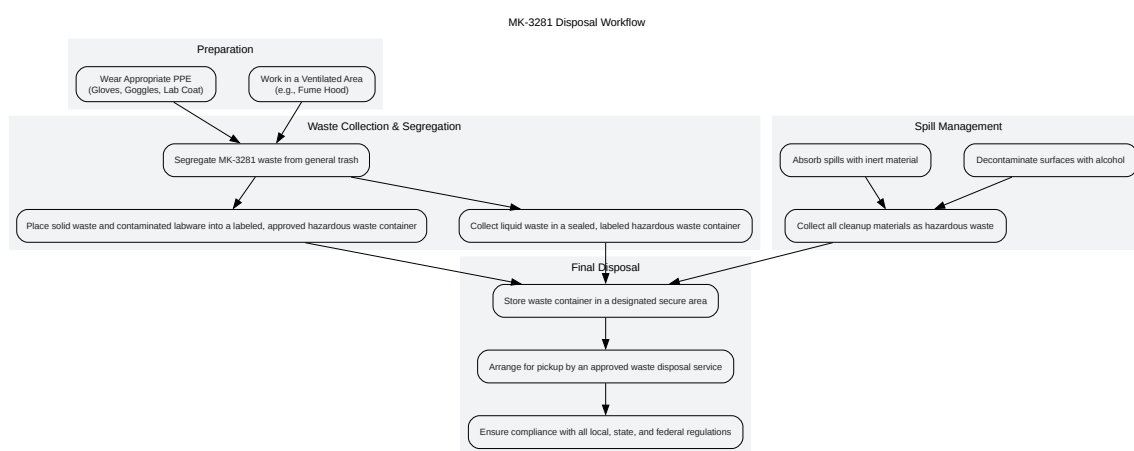 MK-3281 Disposal Workflow
Preparation
Wear Appropriate PPE
(Gloves, Goggles, Lab Coat)
Work in a Ventilated Area
(e.g., Fume Hood)
Waste Collection & Segregation
Segregate MK-3281 waste from general trash
Place solid waste and contaminated labware into a labeled, approved hazardous waste container
Collect liquid waste in a sealed, labeled hazardous waste container
Spill Management
Absorb spills with inert material
Decontaminate surfaces with alcohol
Collect all cleanup materials as hazardous waste
Final Disposal
Store waste container in a designated secure area
Arrange for pickup by an approved waste disposal service
Ensure compliance with all local, state, and federal regulations